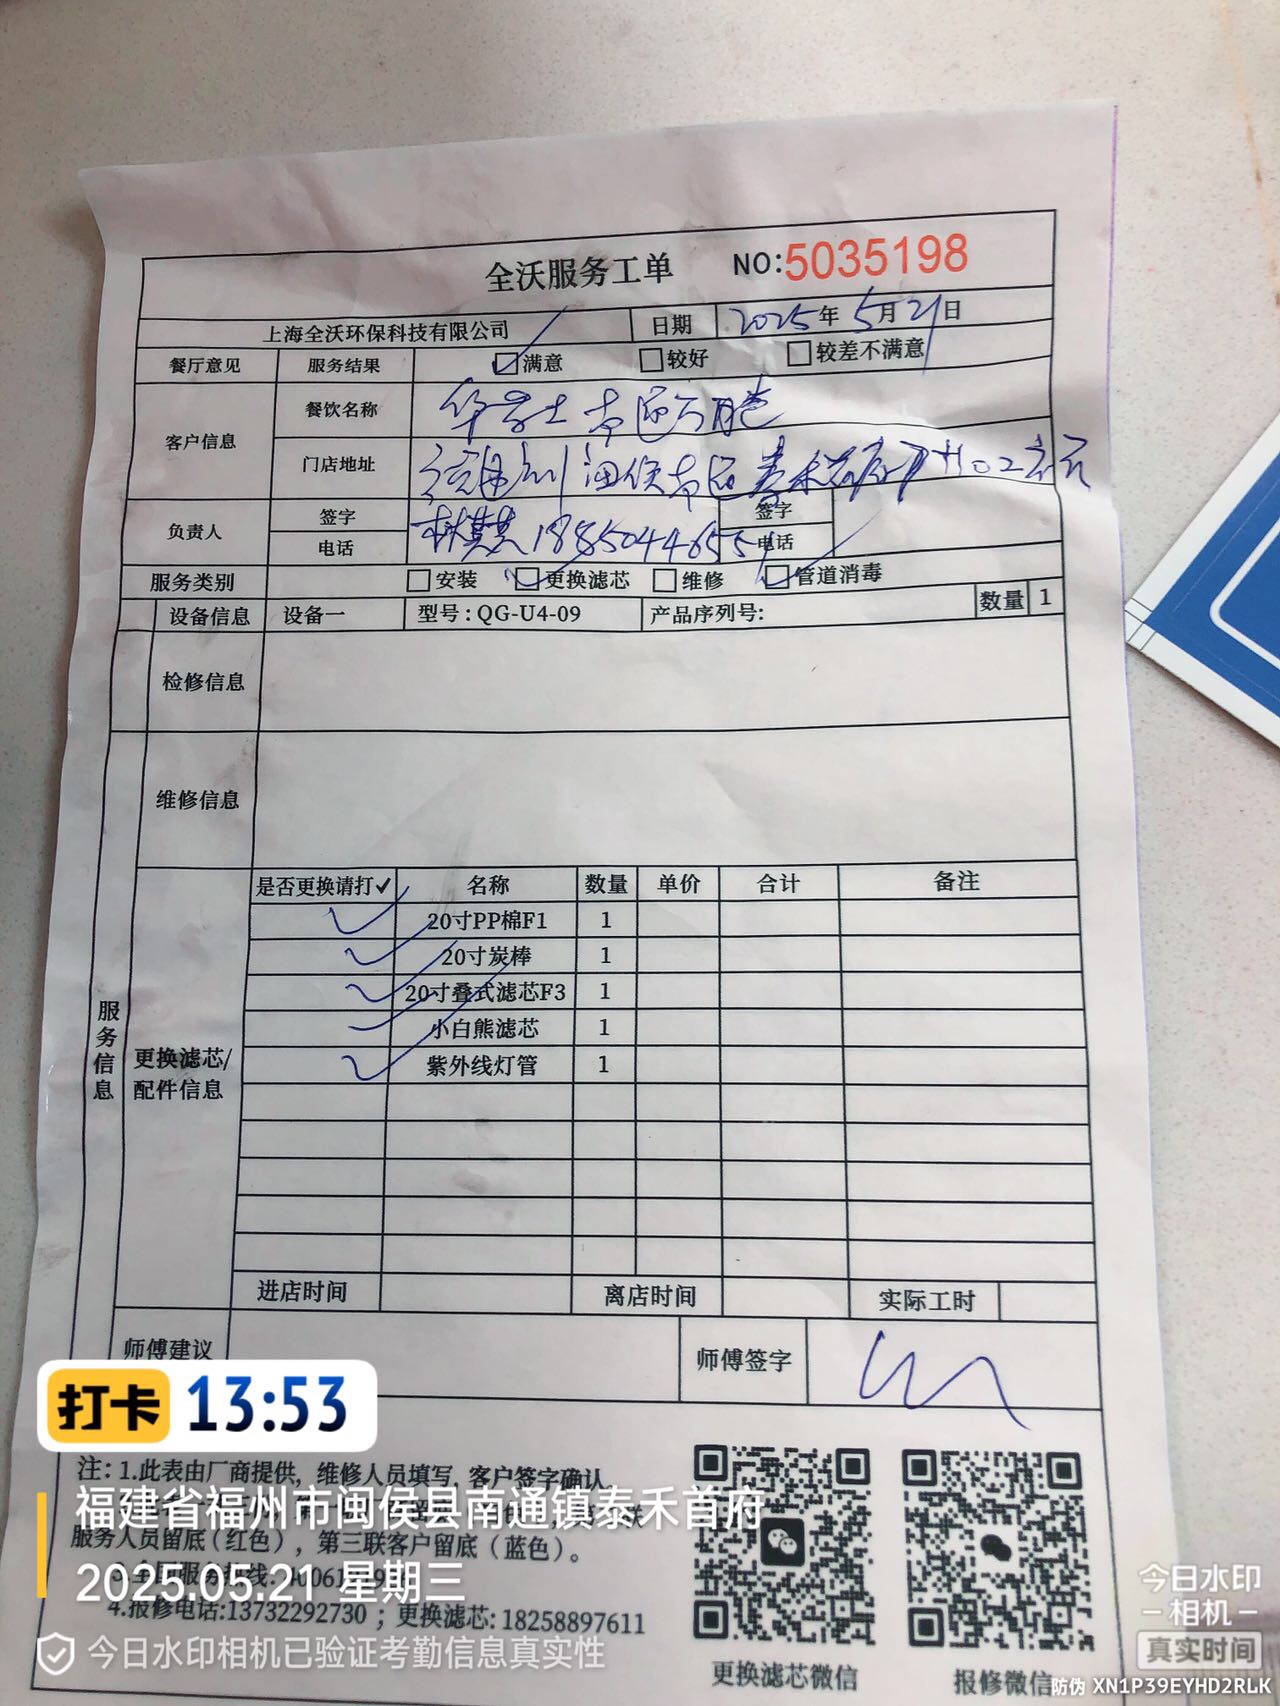 全沃服务工单 NO:5035198
上海全沃环保科技有限公司 日期 2025年 5月21日
餐厅意见 服务结果 满意 较好 较差不满意
客户信息 餐饮名称 华莱士
门店地址 福建
负责人 签字 签字
电话 18850446551 电话
服务类别 安装 更换滤芯 维修 管道消毒
设备信息 设备一 型号:QG-U4-09 产品序列号: 数量 1
检修信息
维修信息
服务信息
更换滤芯/
配件信息
是否更换请打✓ 名称 数量 单价 合计 备注
✓ 20寸PP棉F1 1
✓ 20寸炭棒 1
✓ 20寸叠式滤芯F3 1
✓ 小白熊滤芯 1
✓ 紫外线灯管 1
进店时间 离店时间 实际工时
师傅建议 师傅签字
打卡 13:53
注:1.此表由厂商提供,维修人员填写,客户签字确认。
福建省福州市闽侯县南通镇泰禾首府
服务人员留底(红色),第三联客户留底(蓝色)。
2025.05.21 星期三
4.报修电话:13732292730;更换滤芯:18258897611
今日水印相机已验证考勤信息真实性
更换滤芯微信 报修微信
今日水印
-相机-
真实时间
防伪 XN1P39EYHD2RLK